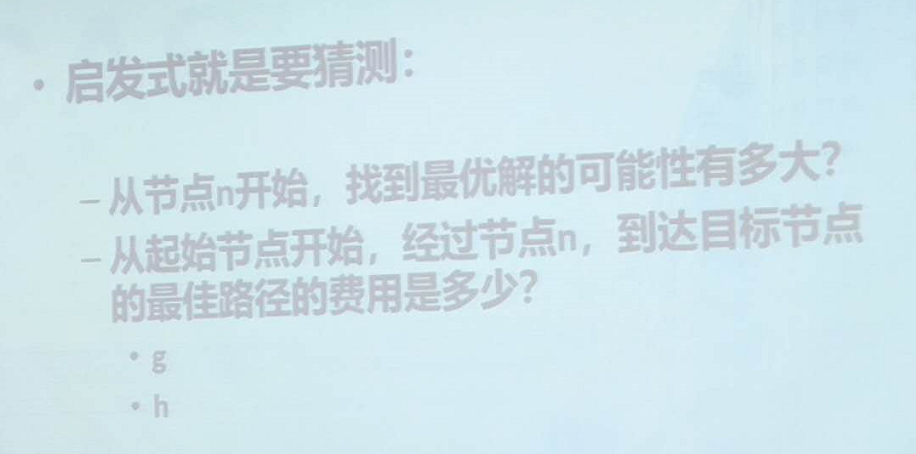 • 启发式就是要猜测：
– 从节点n开始，找到最优解的可能性有多大？
– 从起始节点开始，经过节点n，到达目标节点
的最佳路径的费用是多少？
• g
• h